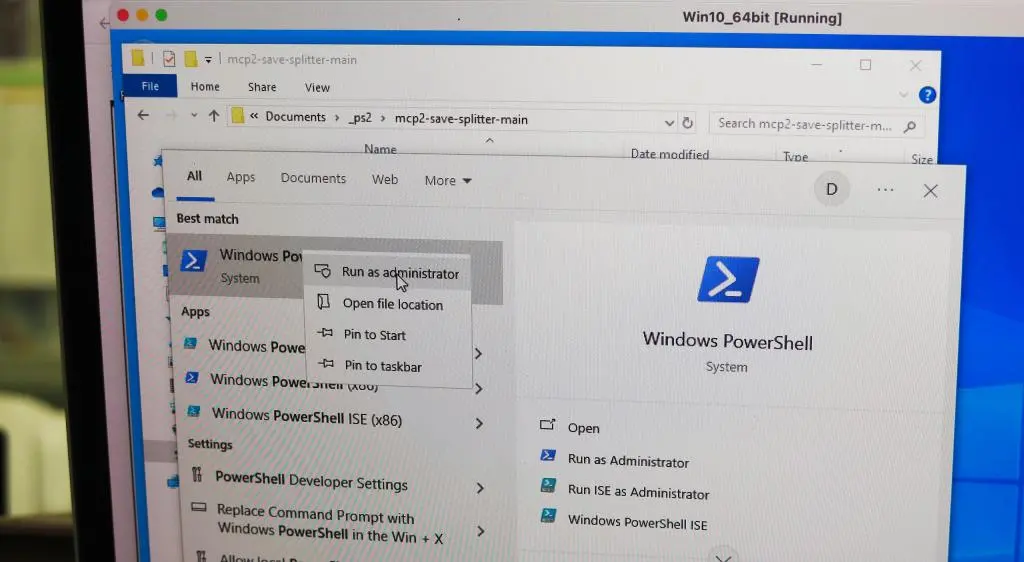 Win10_64bit [Running]
mcp2-save-splitter-main
File Home Share View
« Documents › _ps2 › mcp2-save-splitter-main
Search mcp2-save-splitter-m...
Name Date modified Type Size
All Apps Documents Web More
D
Best match
Windows Pow
System
Run as administrator
Open file location
Pin to Start
Pin to taskbar
Apps
Windows Powe
Windows PowerShell (x86)
Windows PowerShell ISE (x86)
Settings
PowerShell Developer Settings
Replace Command Prompt with
Windows PowerShell in the Win + X
Allow local
Windows PowerShell
System
Open
Run as Administrator
Run ISE as Administrator
Windows PowerShell ISE